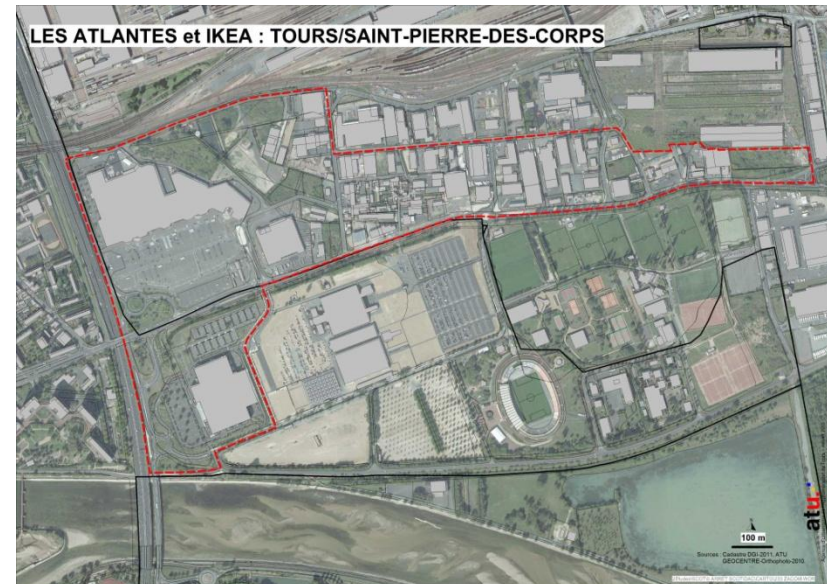 LES ATLANTES et IKEA : TOURS/SAINT-PIERRE-DES-CORPS
atu.
100 m
Sources : Cadastre DGI-2011, ATU
GEOCENTRE-Orthophoto-2010